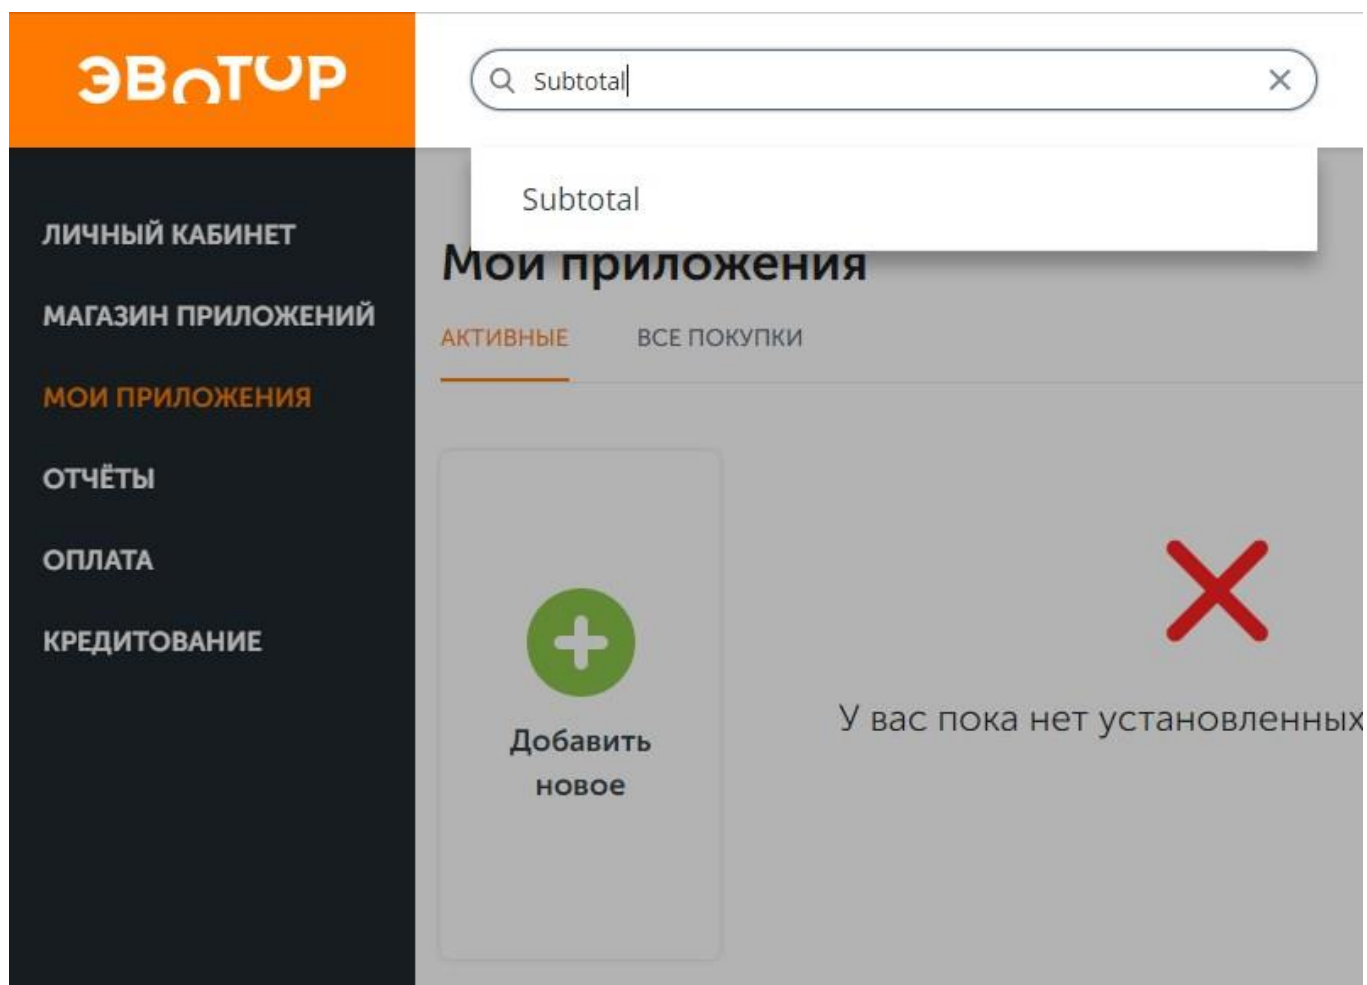 ЭВОТОР
Subtotal
Subtotal
ЛИЧНЫЙ КАБИНЕТ
МАГАЗИН ПРИЛОЖЕНИЙ
МОИ ПРИЛОЖЕНИЯ
ОТЧЁТЫ
ОПЛАТА
КРЕДИТОВАНИЕ
Мои приложения
АКТИВНЫЕ ВСЕ ПОКУПКИ
Добавить
новое
У вас пока нет установленных